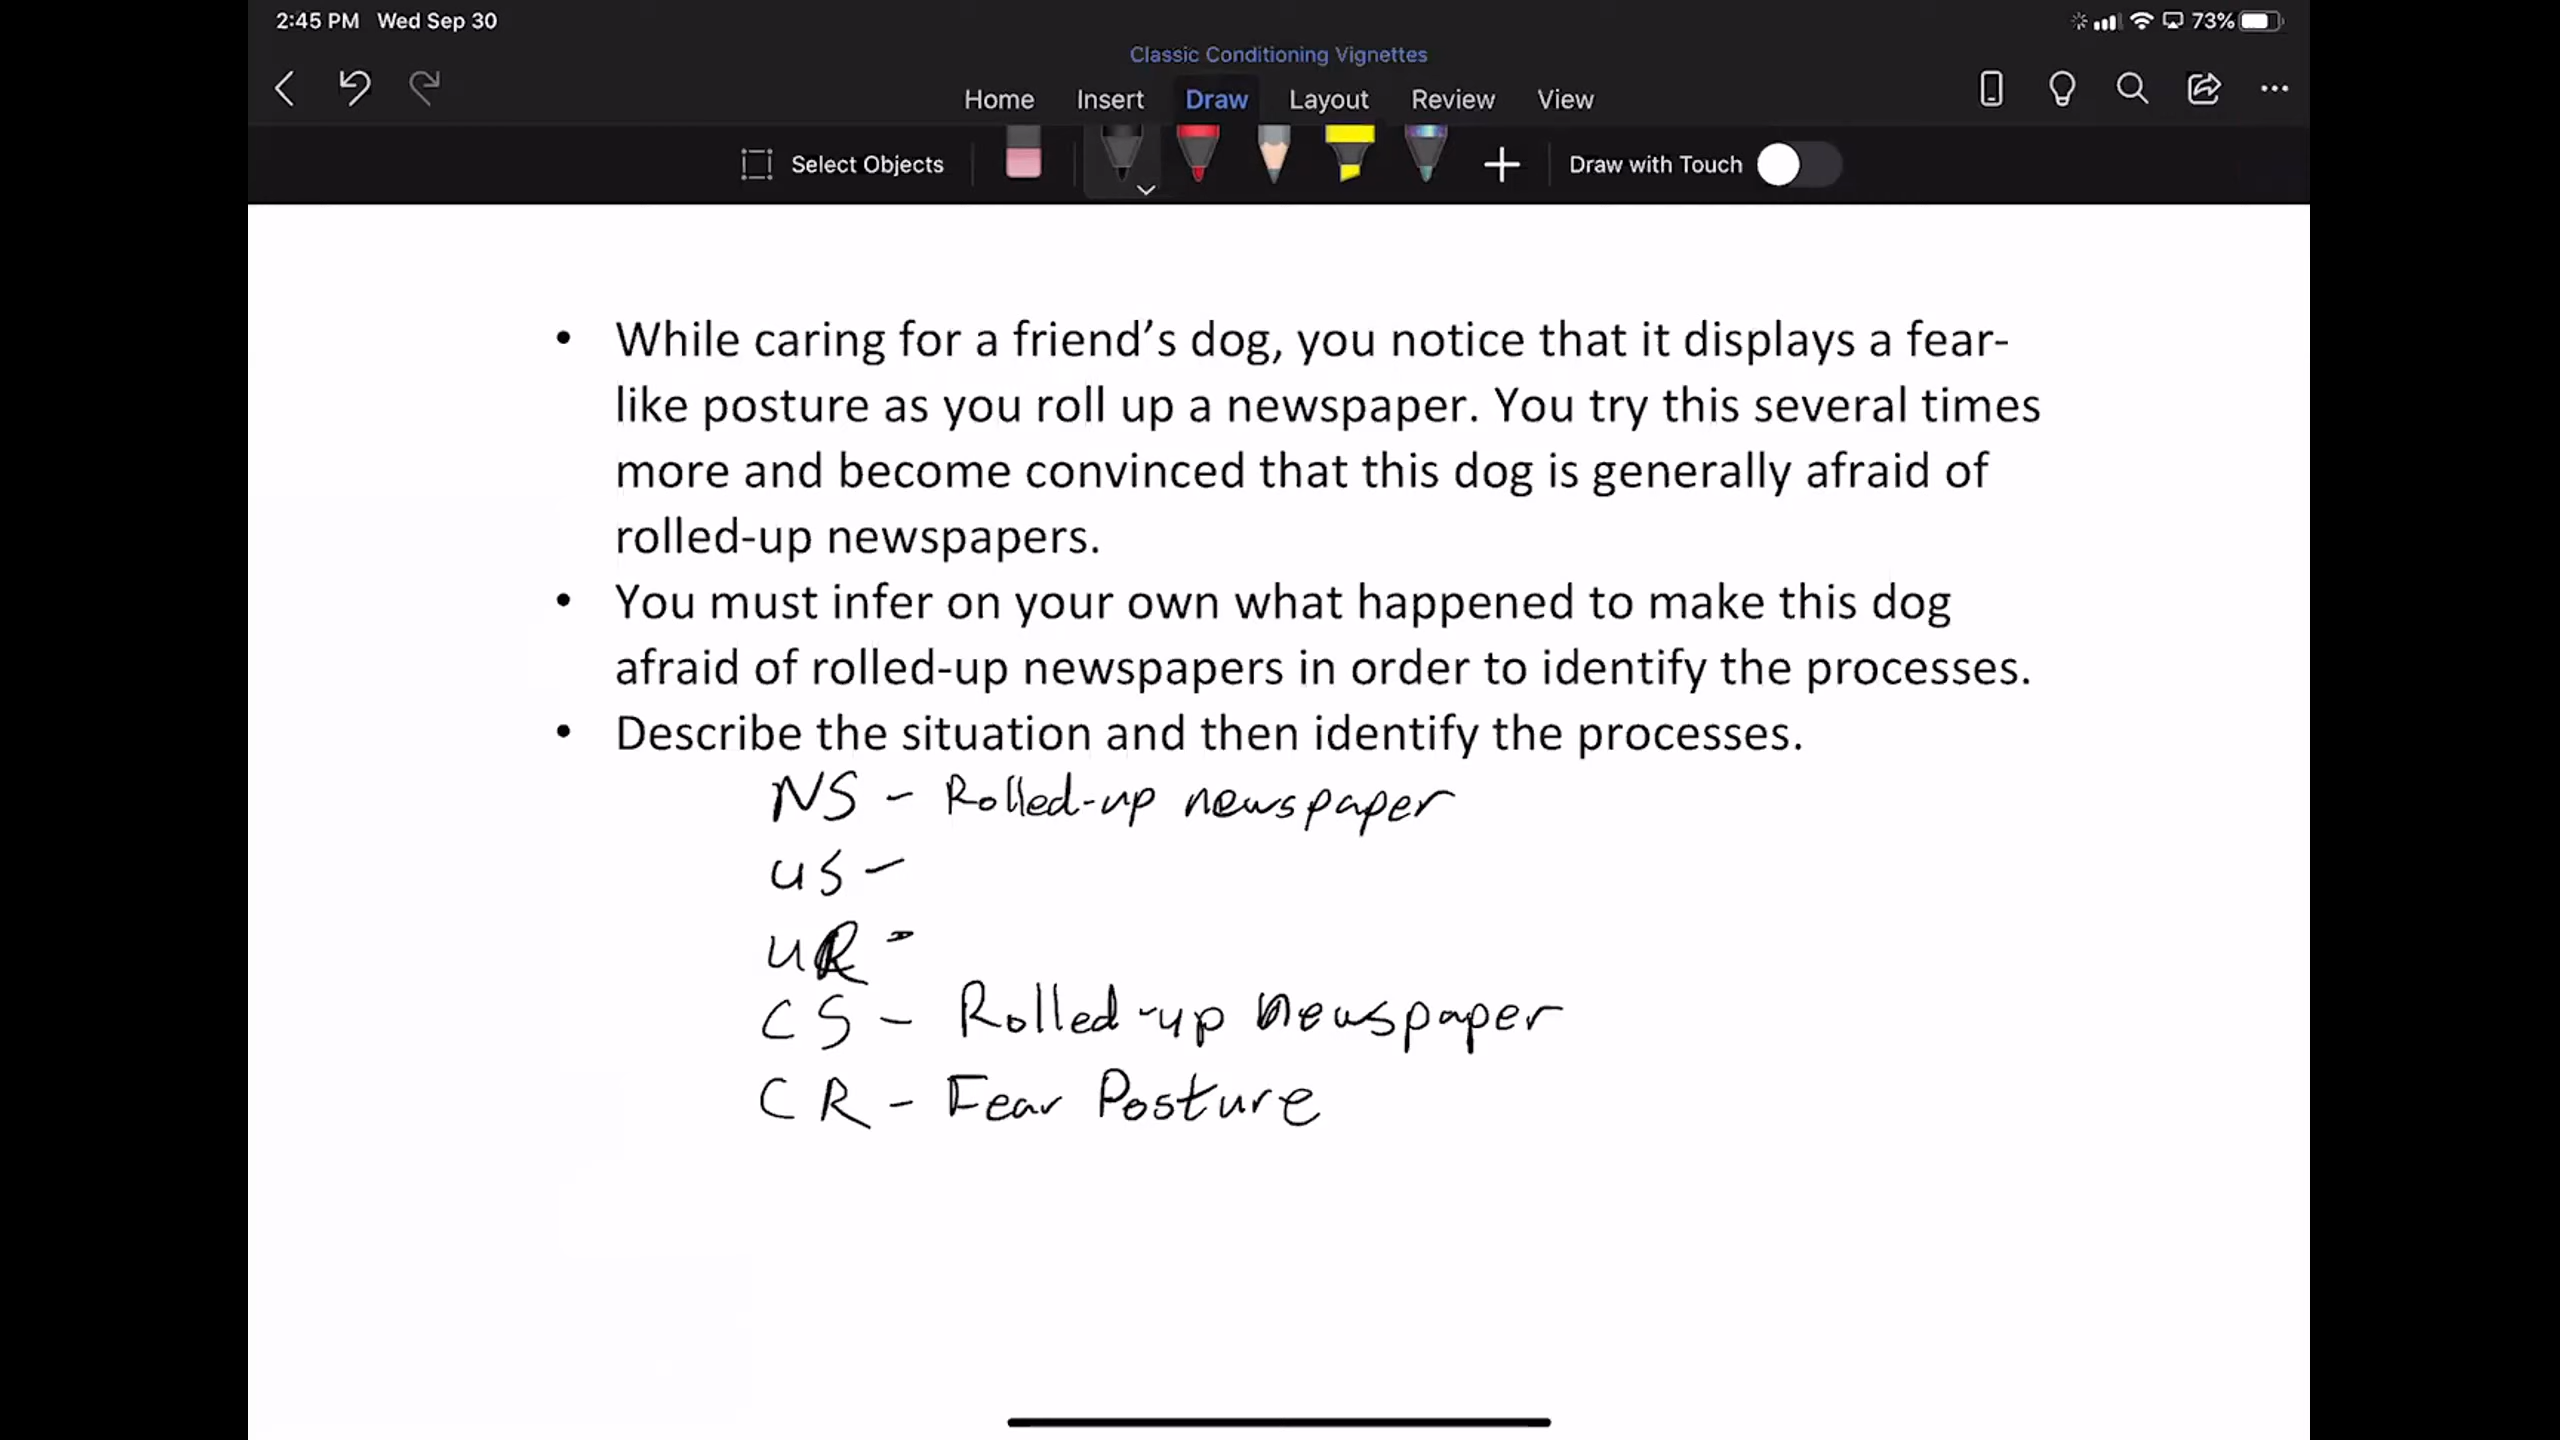 2:45 PM Wed Sep 30
73%
Classic Conditioning Vignettes
Home Insert Draw Layout Review View
Select Objects
Draw with Touch
• While caring for a friend’s dog, you notice that it displays a fear-
like posture as you roll up a newspaper. You try this several times
more and become convinced that this dog is generally afraid of
rolled-up newspapers.
• You must infer on your own what happened to make this dog
afraid of rolled-up newspapers in order to identify the processes.
• Describe the situation and then identify the processes.
NS - Rolled-up newspaper
US -
UR -
CS - Rolled-up newspaper
CR - Fear Posture